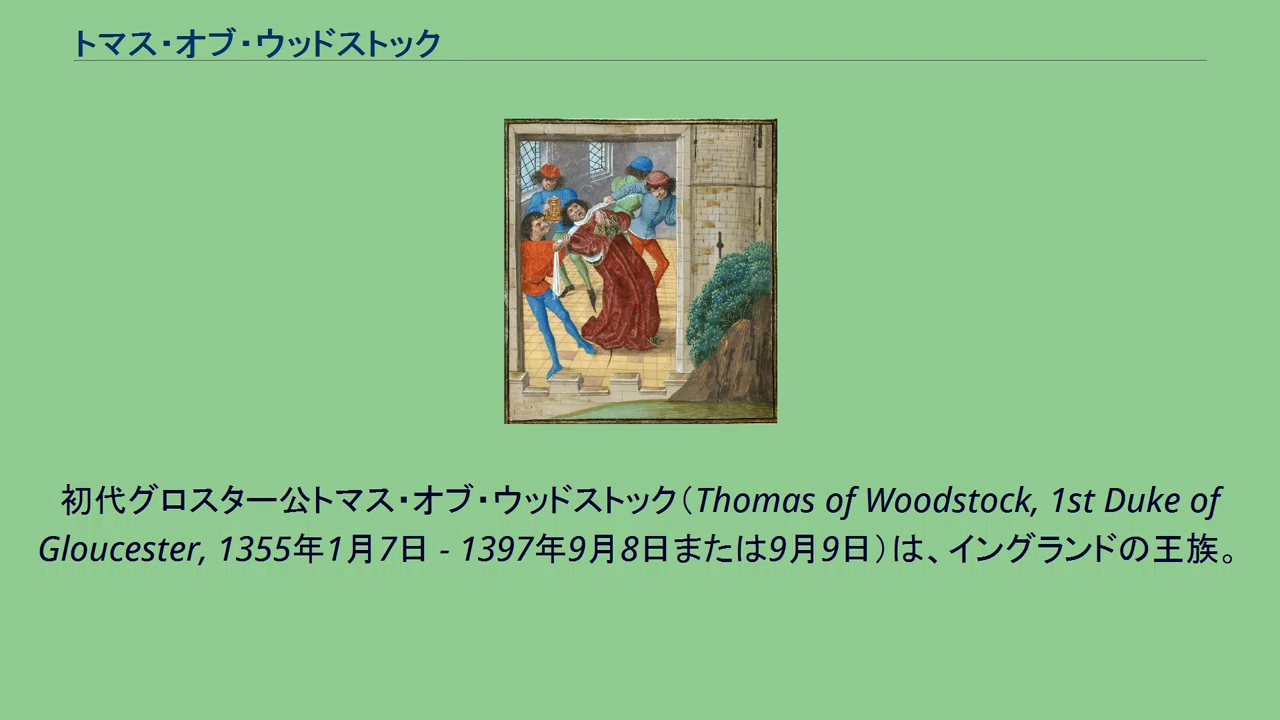 トマス・オブ・ウッドストック
初代グロスター公トマス・オブ・ウッドストック（Thomas of Woodstock, 1st Duke of
Gloucester, 1355年1月7日 - 1397年9月8日または9月9日）は、イングランドの王族。